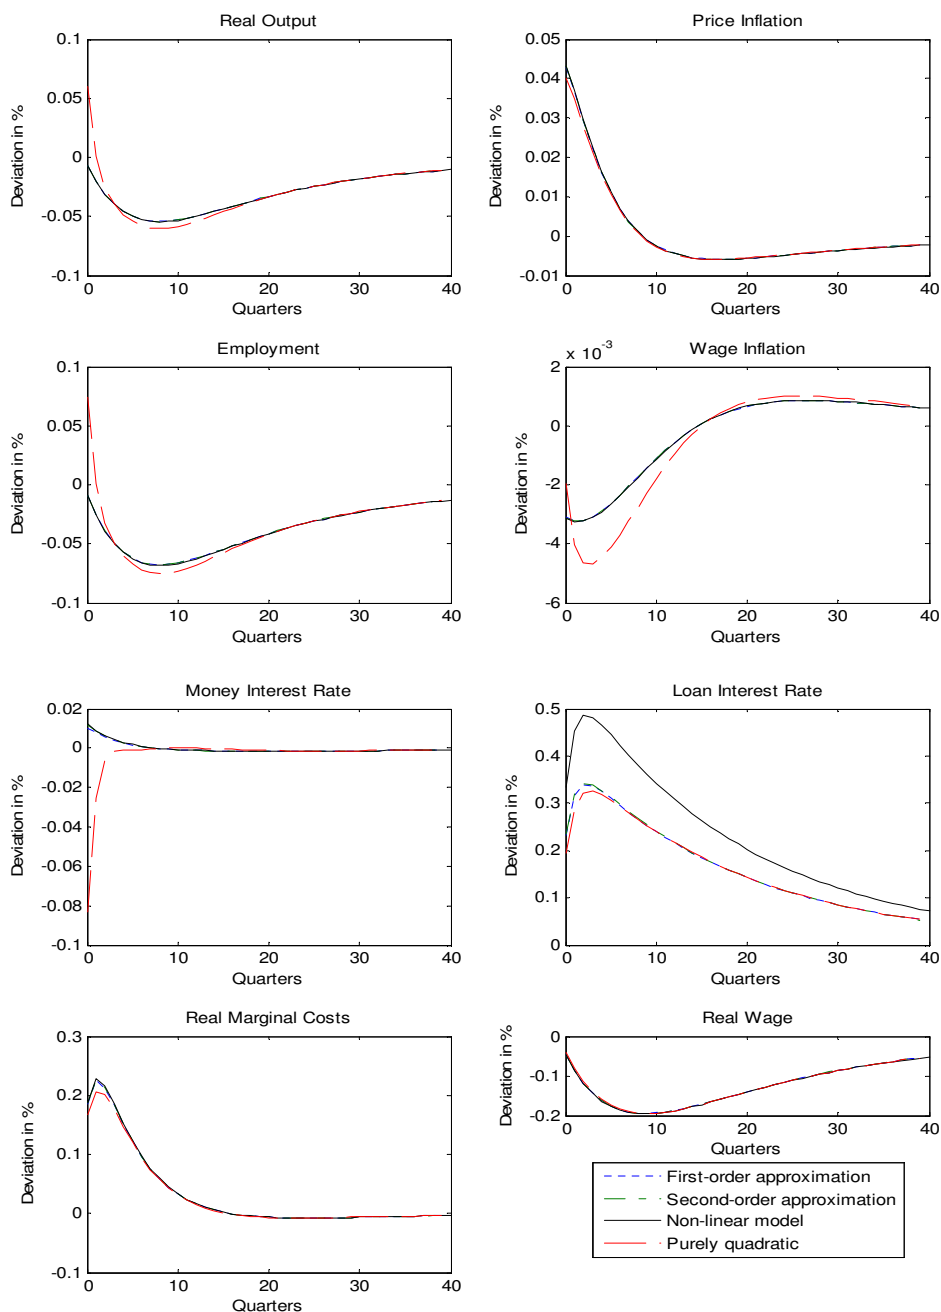 Real Output
0.1
0.05
0
-0.05
-0.1
Deviation in %
0 10 20 30 40
Quarters
Price Inflation
0.05
0.04
0.03
0.02
0.01
0
-0.01
Deviation in %
0 10 20 30 40
Quarters
Employment
0.1
0.05
0
-0.05
-0.1
Deviation in %
0 10 20 30 40
Quarters
Wage Inflation
x 10-3
2
0
-2
-4
-6
Deviation in %
0 10 20 30 40
Quarters
Money Interest Rate
0.02
0
-0.02
-0.04
-0.06
-0.08
-0.1
Deviation in %
0 10 20 30 40
Quarters
Loan Interest Rate
0.5
0.4
0.3
0.2
0.1
0
Deviation in %
0 10 20 30 40
Quarters
Real Marginal Costs
0.3
0.2
0.1
0
-0.1
Deviation in %
0 10 20 30 40
Quarters
Real Wage
0
-0.1
-0.2
Deviation in %
0 10 20 30 40
Quarters
First-order approximation
Second-order approximation
Non-linear model
Purely quadratic